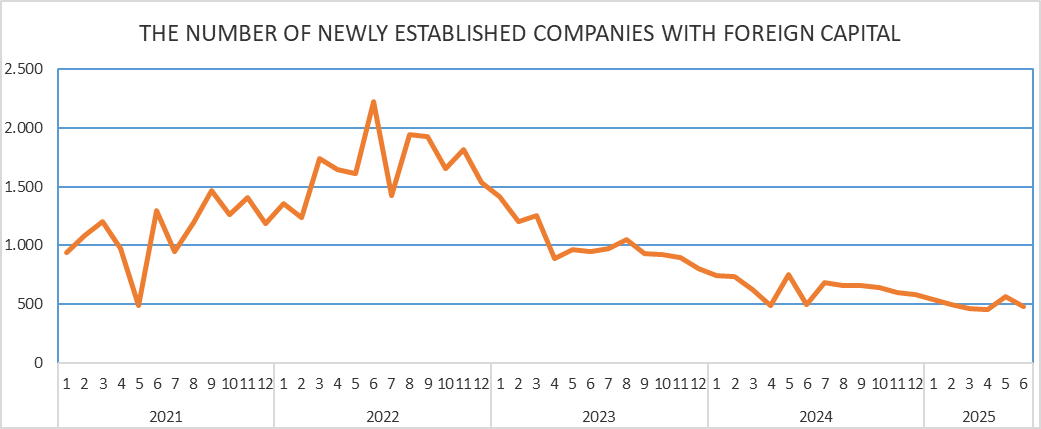 THE NUMBER OF NEWLY ESTABLISHED COMPANIES WITH FOREIGN CAPITAL
2.500
2.000
1.500
1.000
500
0
1 2 3 4 5 6 7 8 9 10 11 12 1 2 3 4 5 6 7 8 9 10 11 12 1 2 3 4 5 6 7 8 9 10 11 12 1 2 3 4 5 6 7 8 9 10 11 12 1 2 3 4 5 6
2021 2022 2023 2024 2025